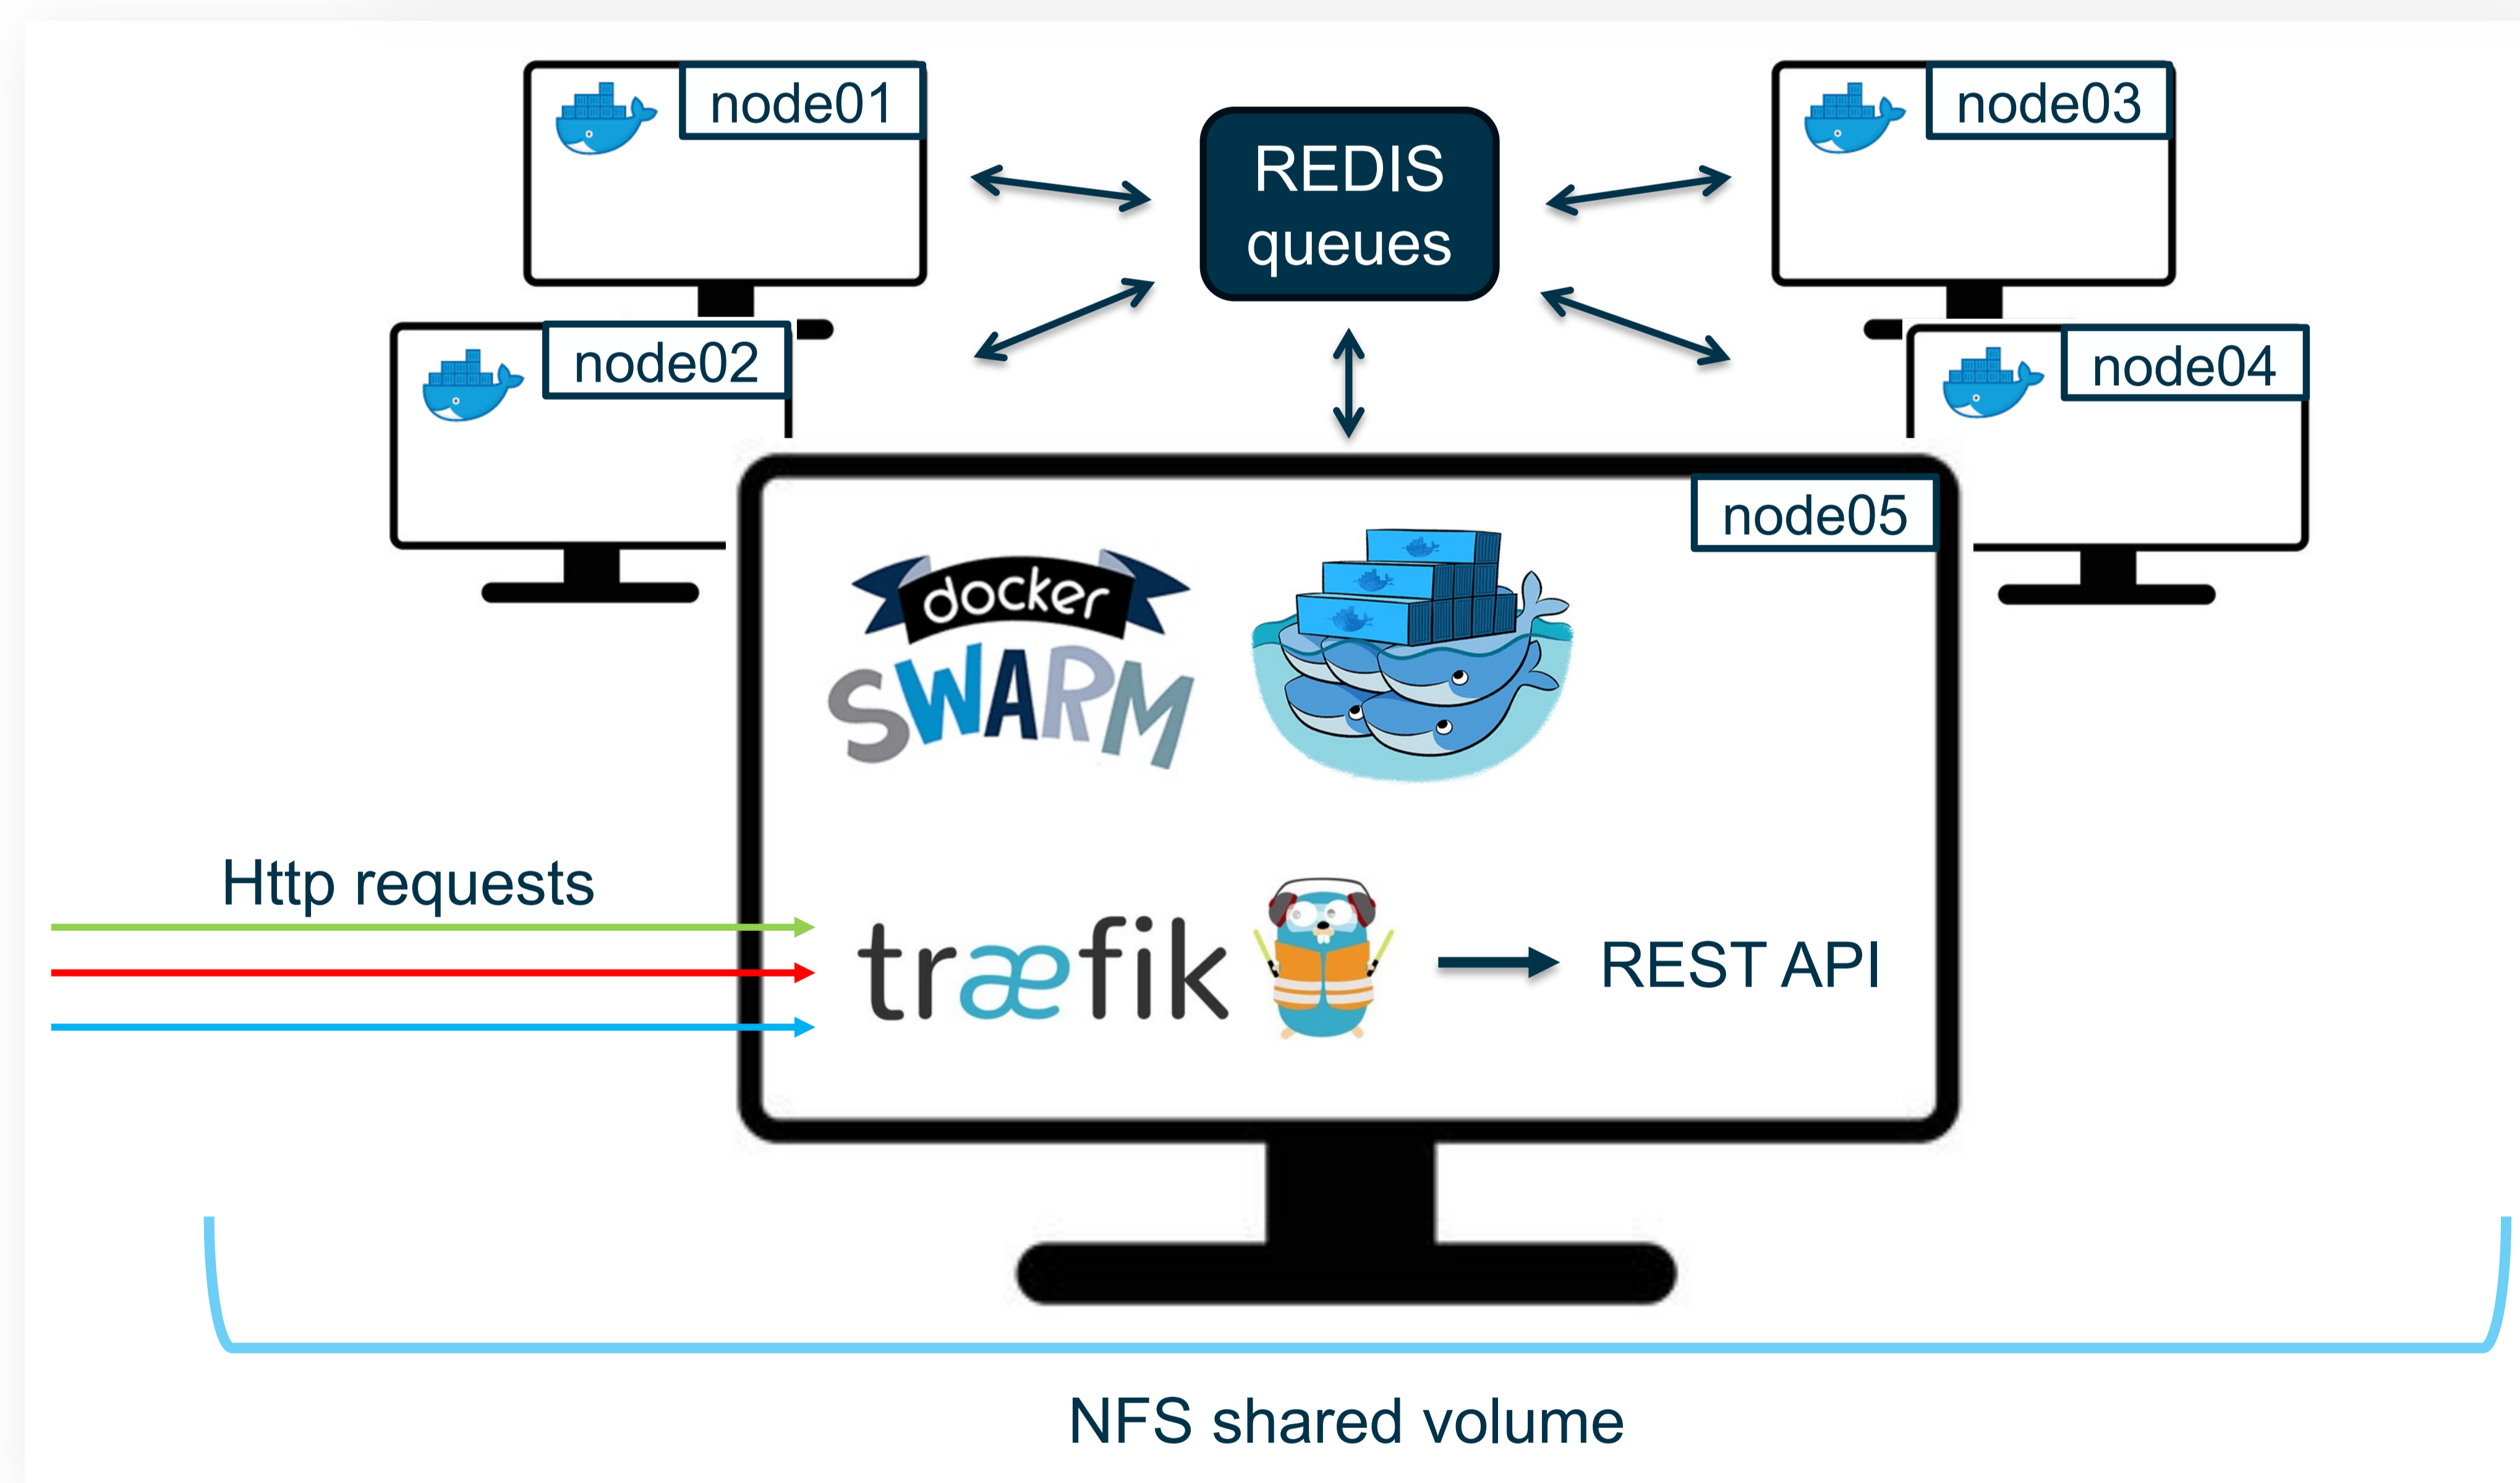 node01
REDIS
queues
node03
node02
node04
node05
docker
SWARM
Http requests
træfik
REST API
NFS shared volume